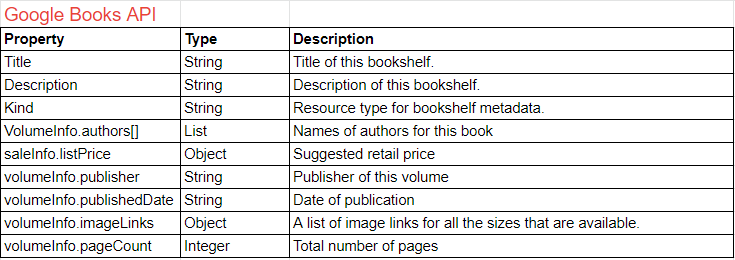 Google Books API
Property Type Description
Title String Title of this bookshelf.
Description String Description of this bookshelf.
Kind String Resource type for bookshelf metadata.
VolumeInfo.authors[] List Names of authors for this book
saleInfo.listPrice Object Suggested retail price
volumeInfo.publisher String Publisher of this volume
volumeInfo.publishedDate String Date of publication
volumeInfo.imageLinks Object A list of image links for all the sizes that are available.
volumeInfo.pageCount Integer Total number of pages